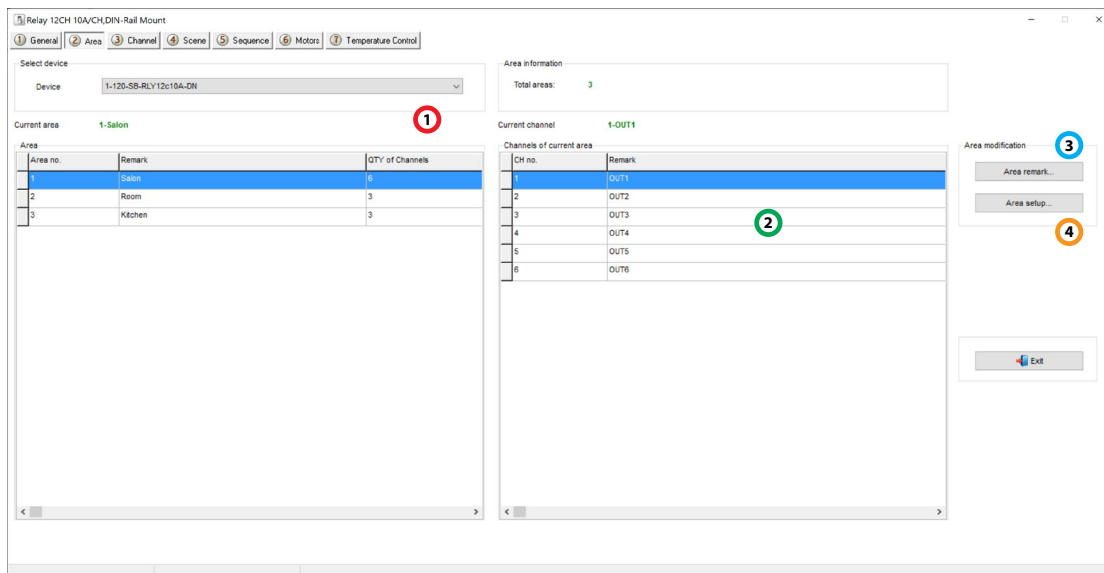 Relay 12CH 10A/CH,DIN-Rail Mount
1 General 2 Area 3 Channel 4 Scene 5 Sequence 6 Motors 7 Temperature Control
Select device
Device 1-120-SB-RLY12c10A-DN
Area information
Total areas: 3
Current area 1-Salon
1
Current channel 1-OUT1
Area
Area no. Remark QTY of Channels
1 Salon 6
2 Room 3
3 Kitchen 3
Channels of current area
CH no. Remark
1 OUT1
2 OUT2
3 OUT3
4 OUT4
5 OUT5
6 OUT6
2
Area modification
3
Area remark...
Area setup...
4
Exit